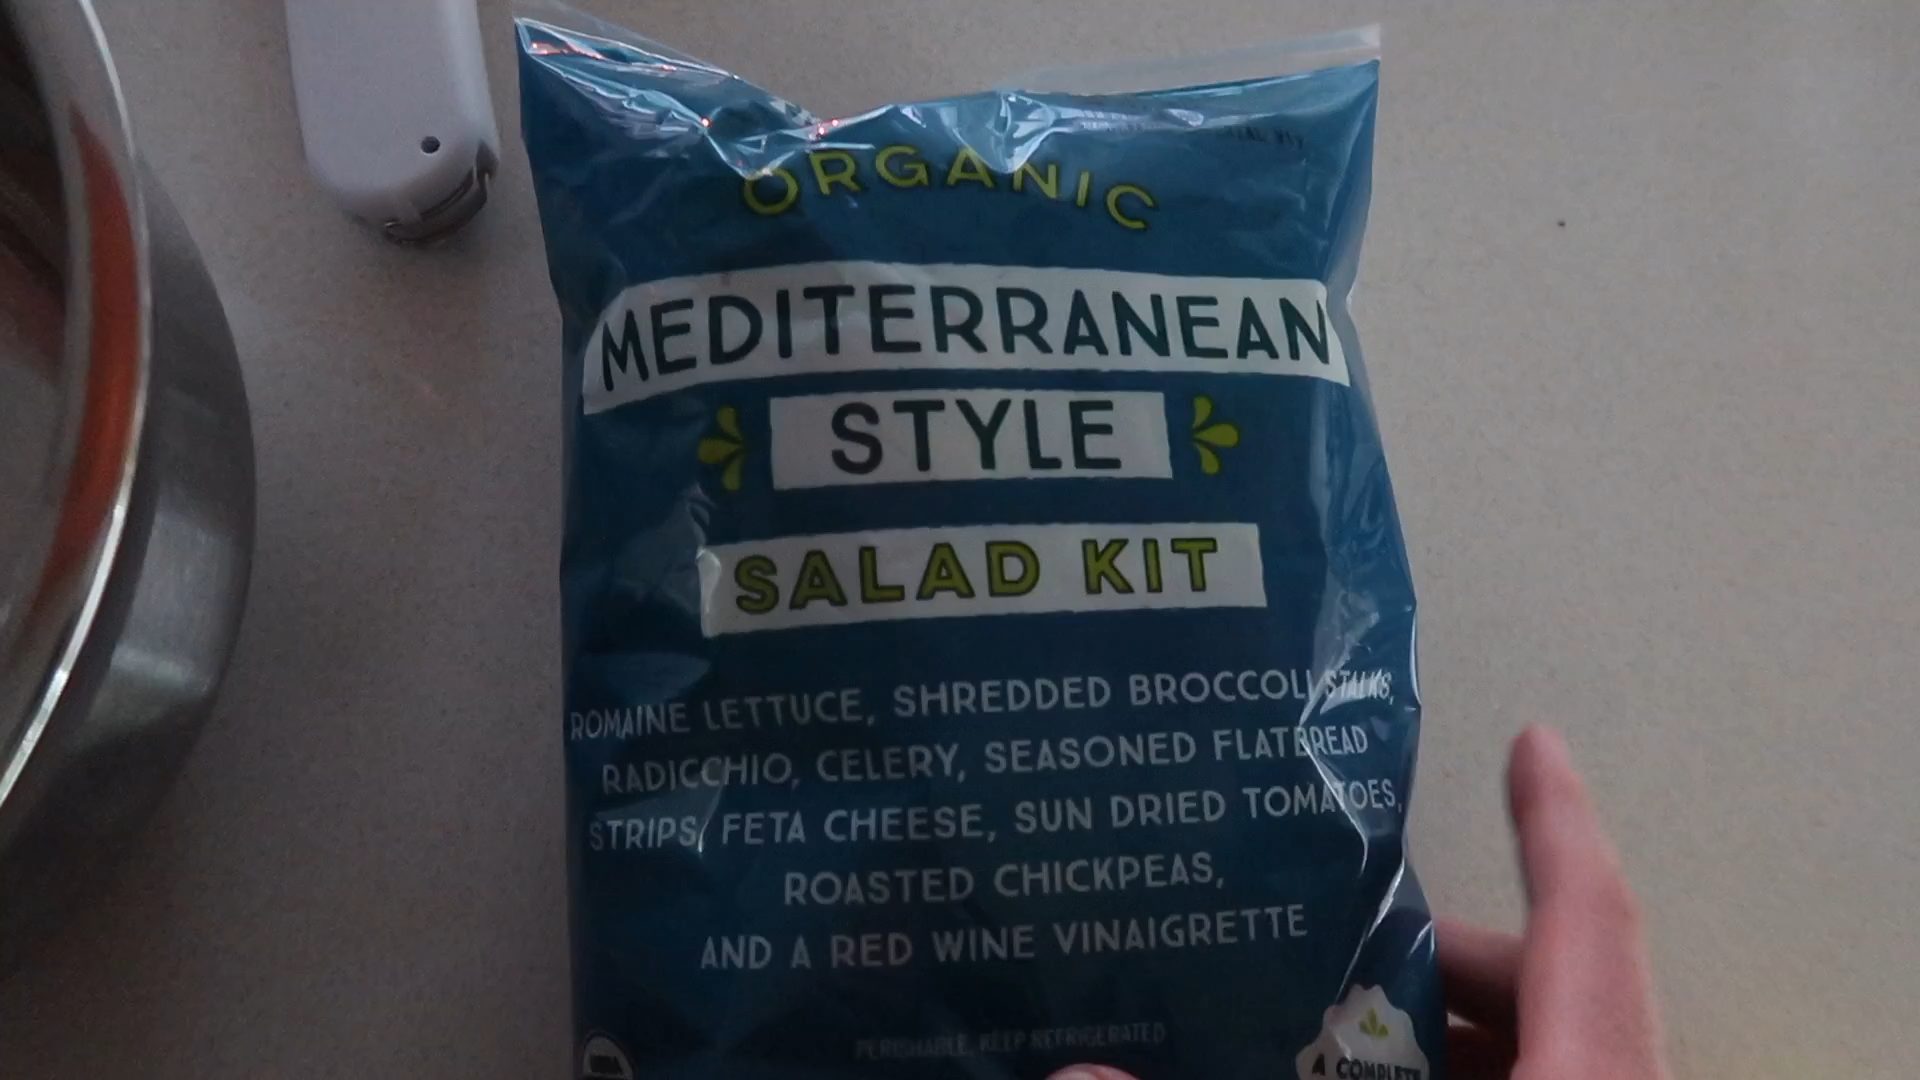 ORGANIC
MEDITERRANEAN
STYLE
SALAD KIT
ROMAINE LETTUCE, SHREDDED BROCCOLI STALKS,
RADICCHIO, CELERY, SEASONED FLATBREAD
STRIPS, FETA CHEESE, SUN DRIED TOMATOES,
ROASTED CHICKPEAS,
AND A RED WINE VINAIGRETTE
PERISHABLE, KEEP REFRIGERATED
A COMPLETE